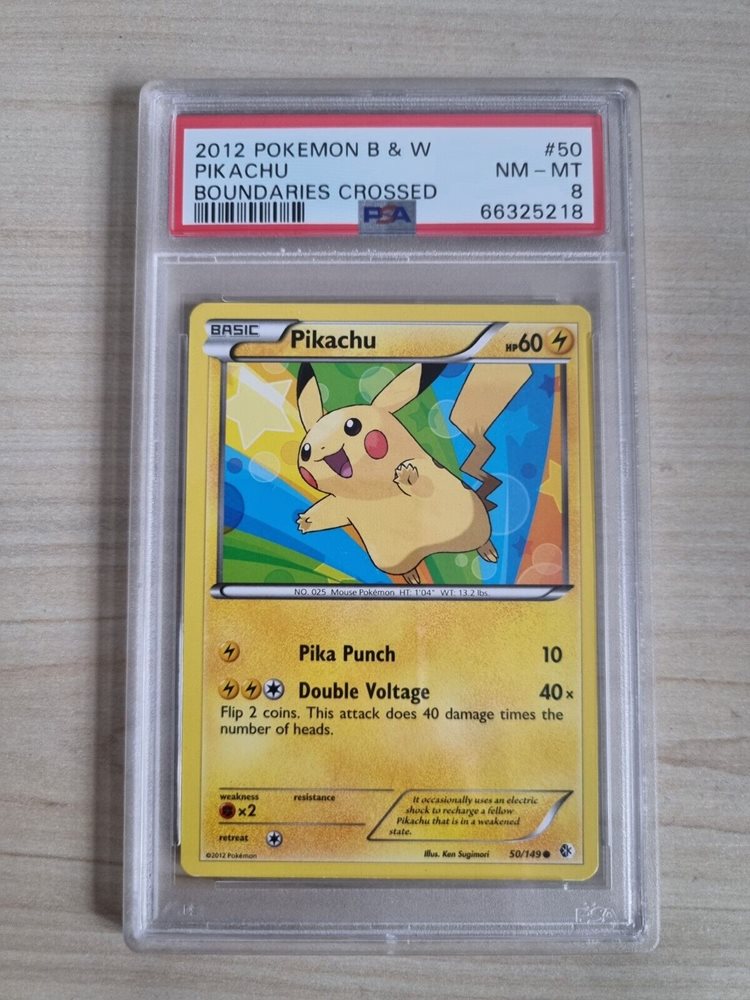 2012 POKEMON B & W #50
PIKACHU NM - MT
BOUNDARIES CROSSED 8
PSA 66325218
BASIC Pikachu HP60
NO. 025 Mouse Pokémon HT: 1'04" WT: 13.2 lbs.
Pika Punch 10
Double Voltage 40x
Flip 2 coins. This attack does 40 damage times the
number of heads.
weakness resistance
x2
It occasionally uses an electric
shock to recharge a fellow
Pikachu that is in a weakened
state.
retreat
©2012 Pokémon Illus. Ken Sugimori 50/149
PSA